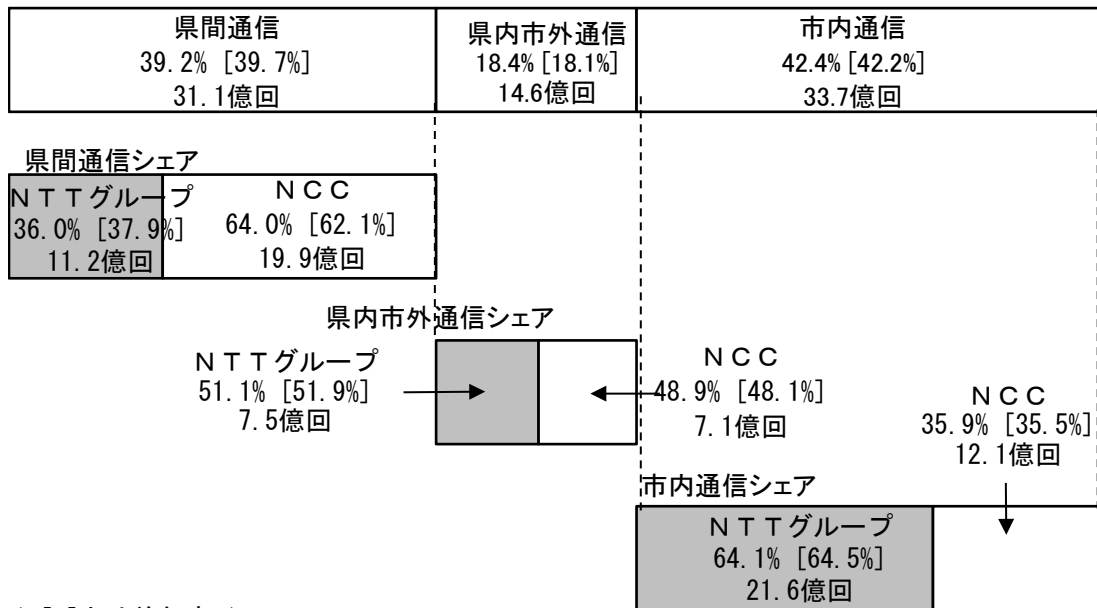 県間通信
39.2% [39.7%]
31.1億回
県内市外通信
18.4% [18.1%]
14.6億回
市内通信
42.4% [42.2%]
33.7億回
県間通信シェア
NTTグループ
36.0% [37.9%]
11.2億回
NCC
64.0% [62.1%]
19.9億回
県内市外通信シェア
NTTグループ
51.1% [51.9%]
7.5億回
NCC
48.9% [48.1%]
7.1億回
NCC
35.9% [35.5%]
12.1億回
市内通信シェア
NTTグループ
64.1% [64.5%]
21.6億回